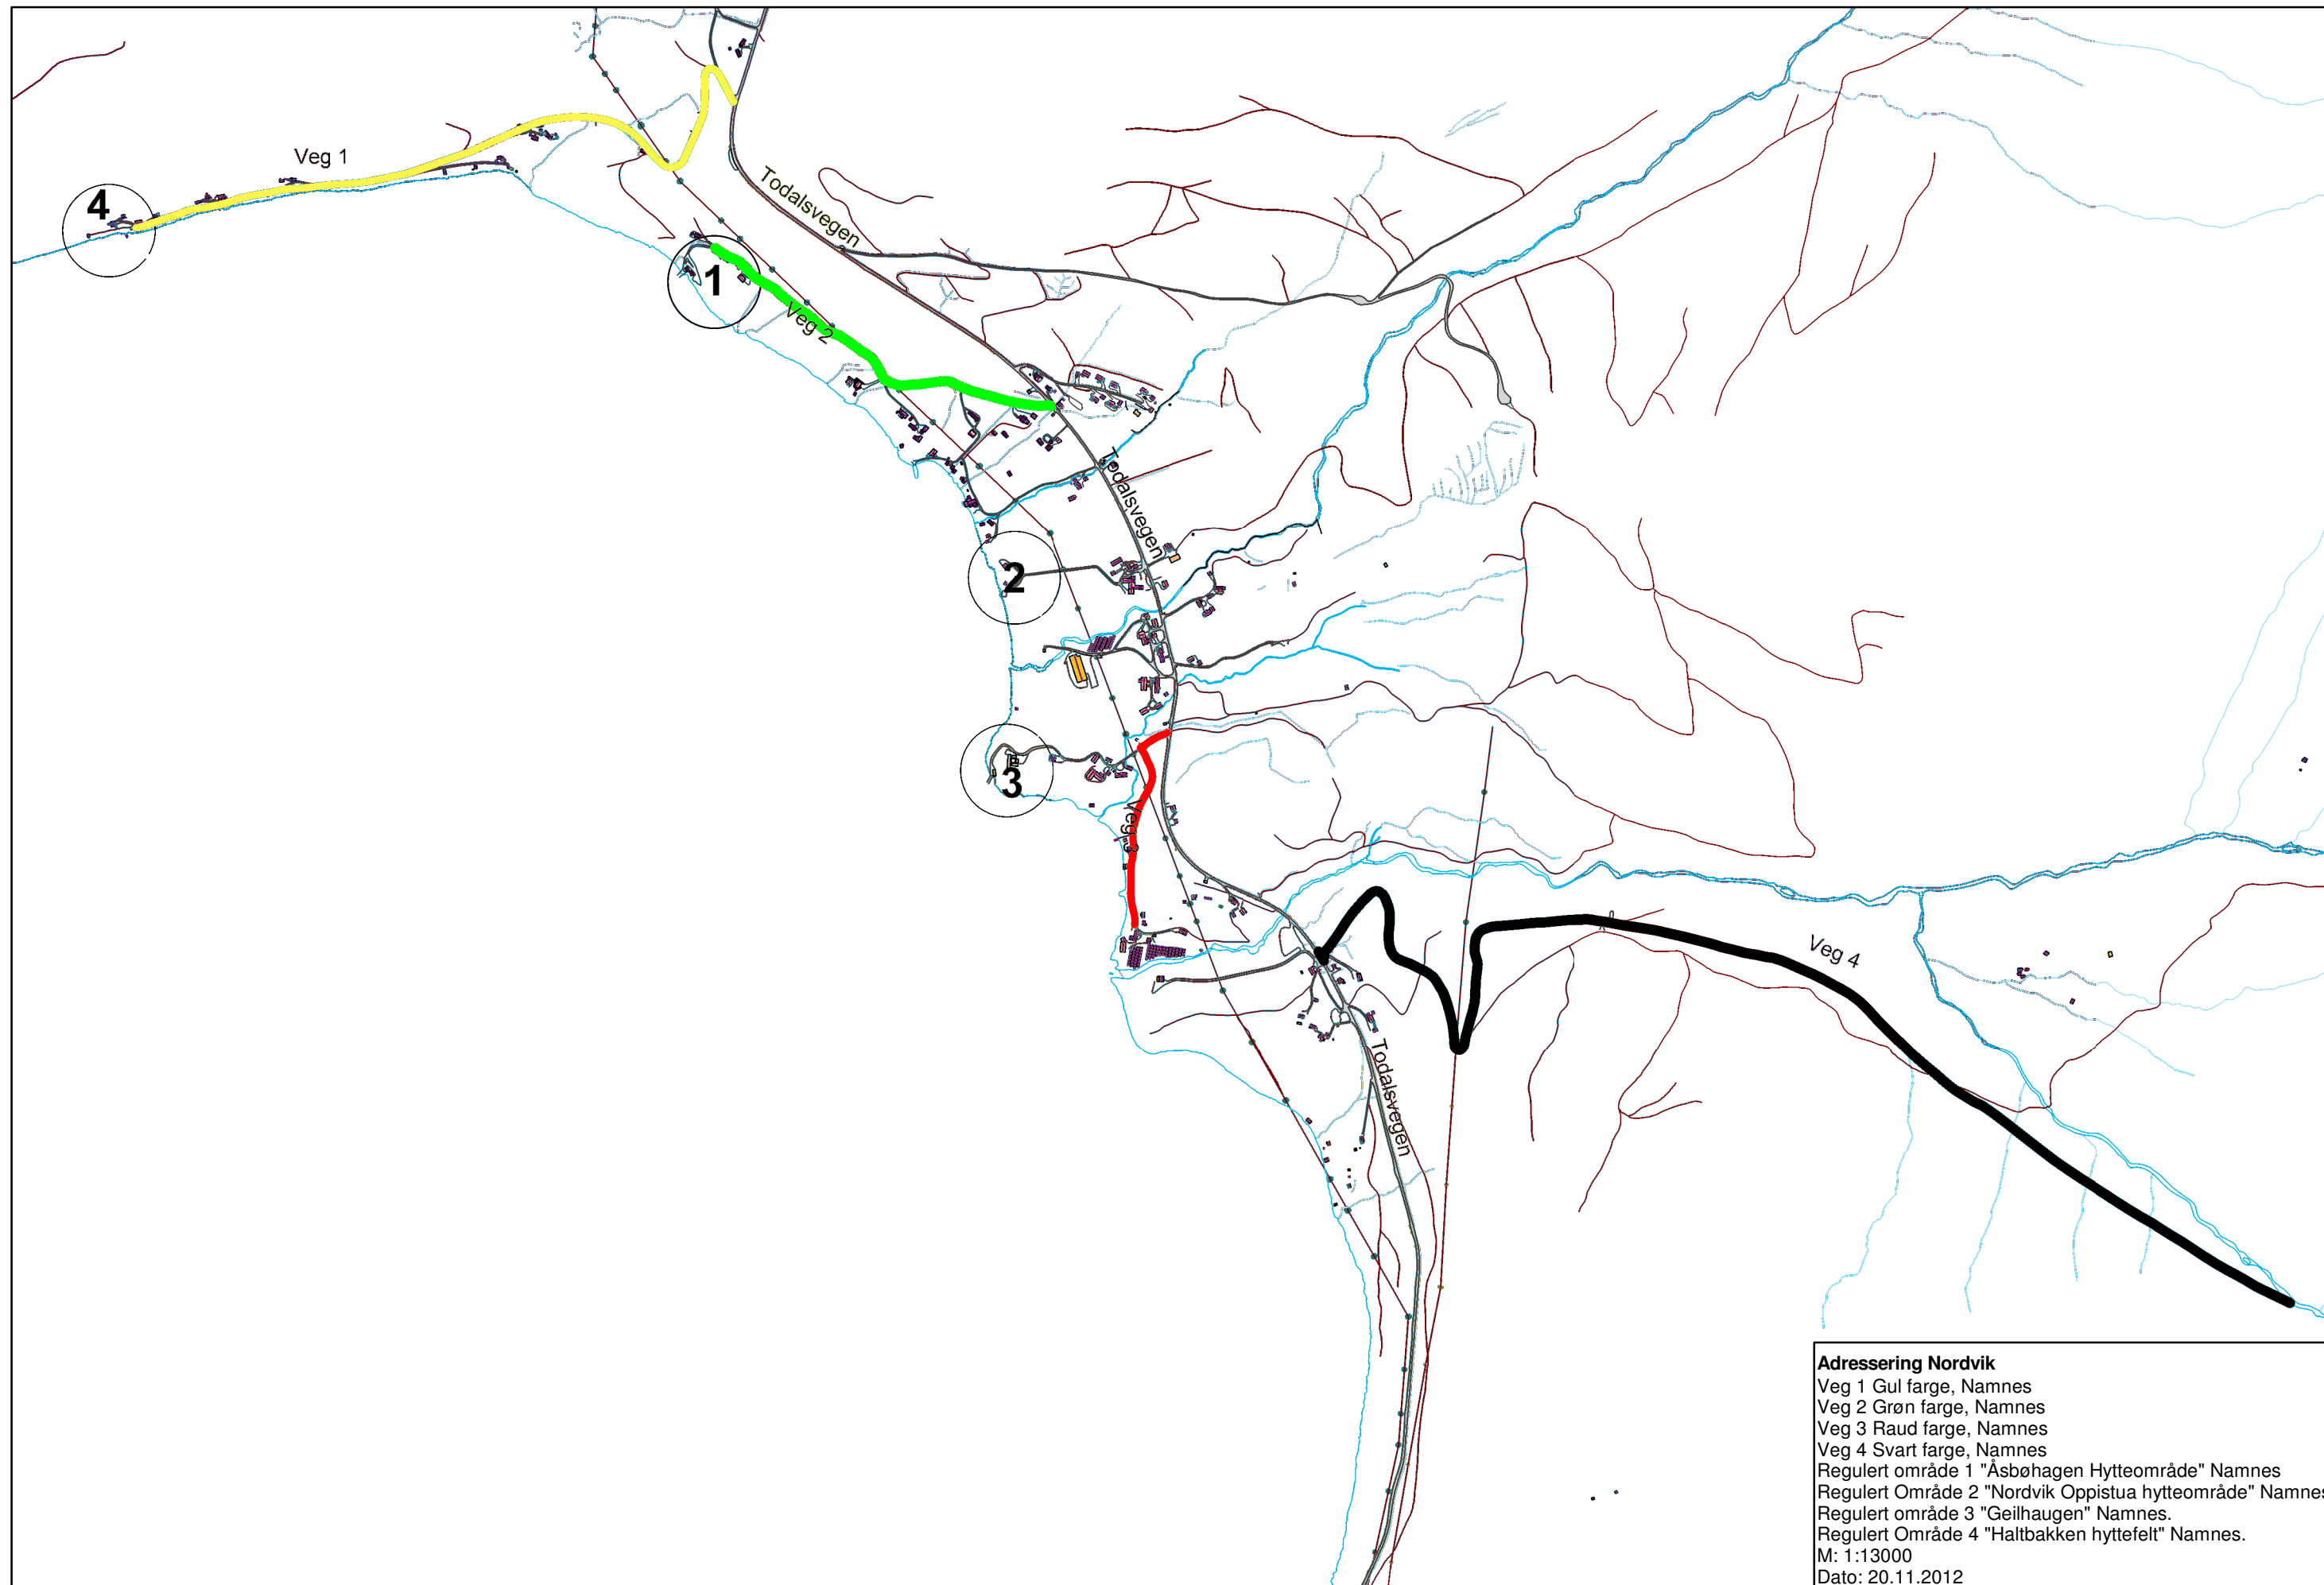 Veg 1
4
Todalsvegen
1
Veg 2
Todalsvegen
2
3
Veg 3
Veg 4
Todalsvegen
Adressering Nordvik
Veg 1 Gul farge, Namnes
Veg 2 Grøn farge, Namnes
Veg 3 Raud farge, Namnes
Veg 4 Svart farge, Namnes
Regulert område 1 "Åsbøhagen Hytteområde" Namnes
Regulert Område 2 "Nordvik Oppistua hytteområde" Namnes
Regulert område 3 "Geilhaugen" Namnes.
Regulert Område 4 "Haltbakken hyttefelt" Namnes.
M: 1:13000
Dato: 20.11.2012